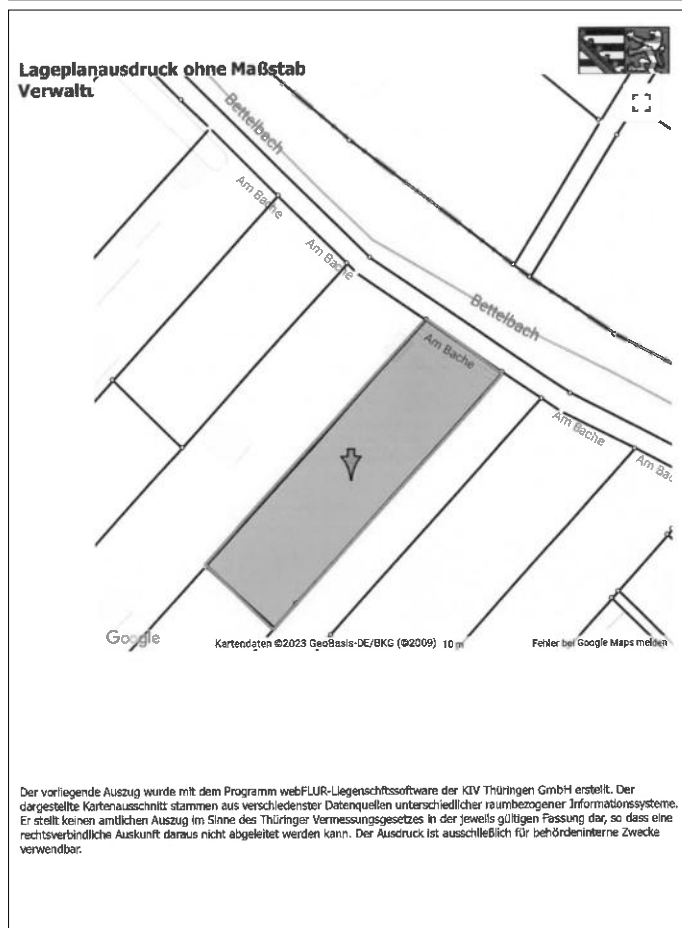 Lageplanausdruck ohne Maßstab
Verwaltu
Bettelbach
Am Bache
Am Bache
Bettelbach
Am Bache
Am Bache
Am Bac
Google
Kartendaten ©2023 GeoBasis-DE/BKG (©2009) 10 m Fehler bei Google Maps melden
Der vorliegende Auszug wurde mit dem Programm webFLUR-Liegenschftssoftware der KIV Thüringen GmbH erstellt. Der
dargestellte Kartenausschnitt stammen aus verschiedenster Datenquellen unterschiedlicher raumbezogener Informationssysteme.
Er stellt keinen amtlichen Auszug im Sinne des Thüringer Vermessungsgesetzes in der jeweils gültigen Fassung dar, so dass eine
rechtsverbindliche Auskunft daraus nicht abgeleitet werden kann. Der Ausdruck ist ausschließlich für behördeninterne Zwecke
verwendbar.